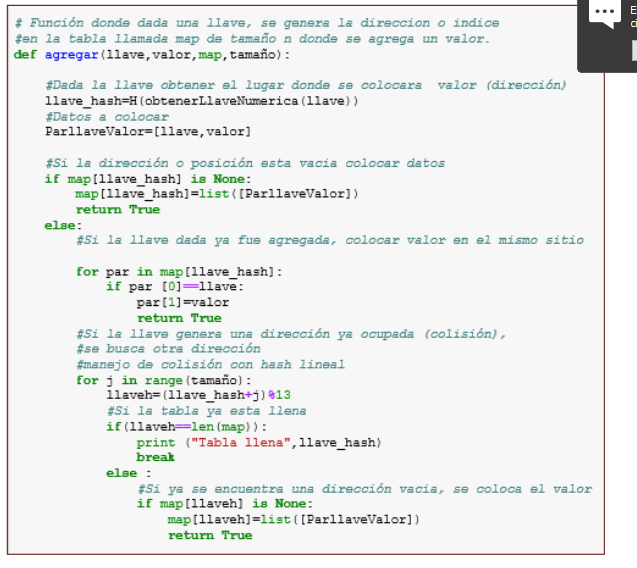 # Función donde dada una llave, se genera la direccion o indice
#en la tabla llamada map de tamaño n donde se agrega un valor.
def agregar(llave,valor,map,tamaño):
#Dada la llave obtener el lugar donde se colocara  valor (dirección)
llave_hash=H(obtenerLlaveNumerica(llave))
#Datos a colocar
ParllaveValor=[llave,valor]
#Si la dirección o posición esta vacia colocar datos
if map[llave_hash] is None:
map[llave_hash]=list([ParllaveValor])
return True
else:
#Si la llave dada ya fue agregada, colocar valor en el mismo sitio
for par in map[llave_hash]:
if par [0]==llave:
par[1]=valor
return True
#Si la llave genera una dirección ya ocupada (colisión),
#se busca otra dirección
#manejo de colisión con hash lineal
for j in range(tamaño):
llaveh=(llave_hash+j)%13
#Si la tabla ya esta llena
if(llaveh==len(map)):
print ("Tabla llena",llave_hash)
break
else :
#Si ya se encuentra una dirección vacia, se coloca el valor
if map[llaveh] is None:
map[llaveh]=list([ParllaveValor])
return True